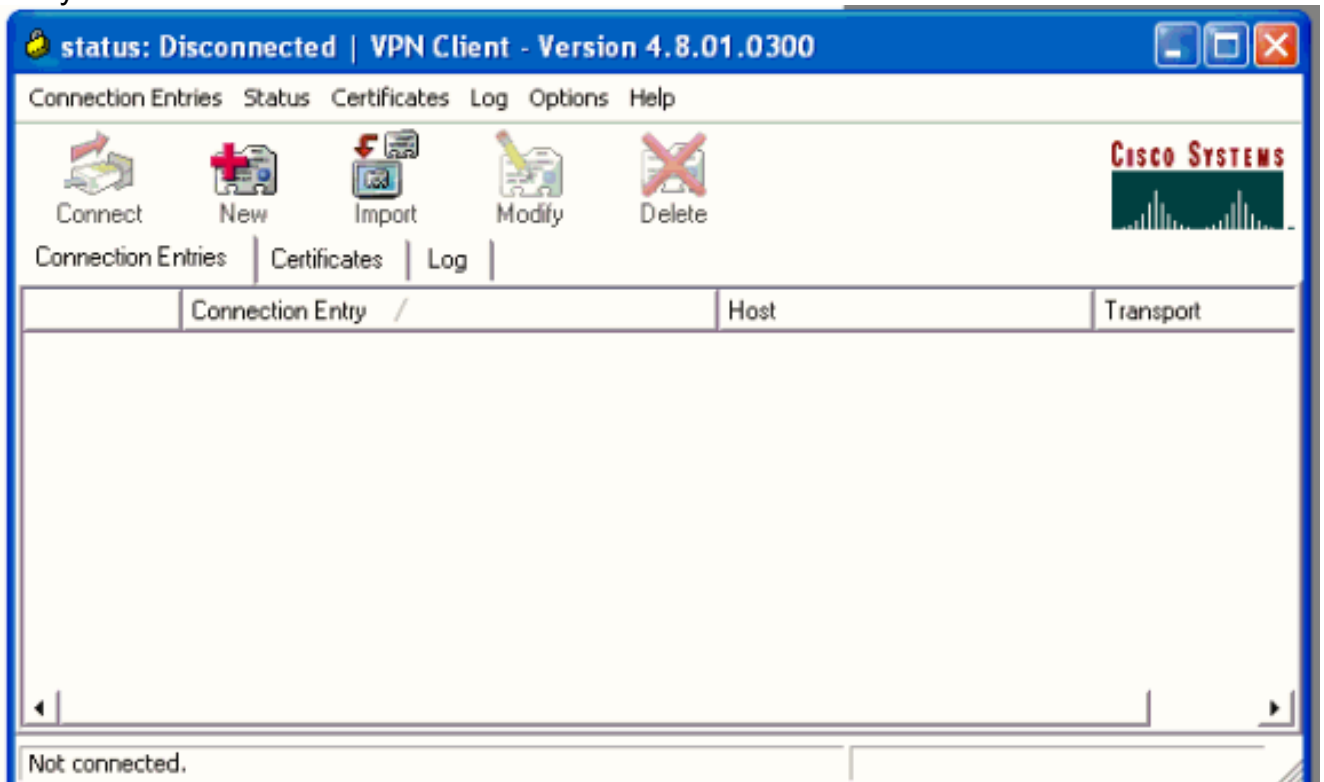 status: Disconnected | VPN Client - Version 4.8.01.0300
Connection Entries Status Certificates Log Options Help
CISCO SYSTEMS
Connect New Import Modify Delete
Connection Entries Certificates Log
Connection Entry / Host Transport
Not connected.